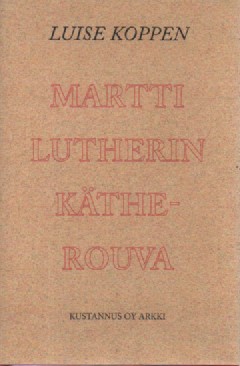 LUISE KOPPEN
MARTTI
LUTHERIN
KÄTHE-
ROUVA
KUSTANNUS OY ARKKI